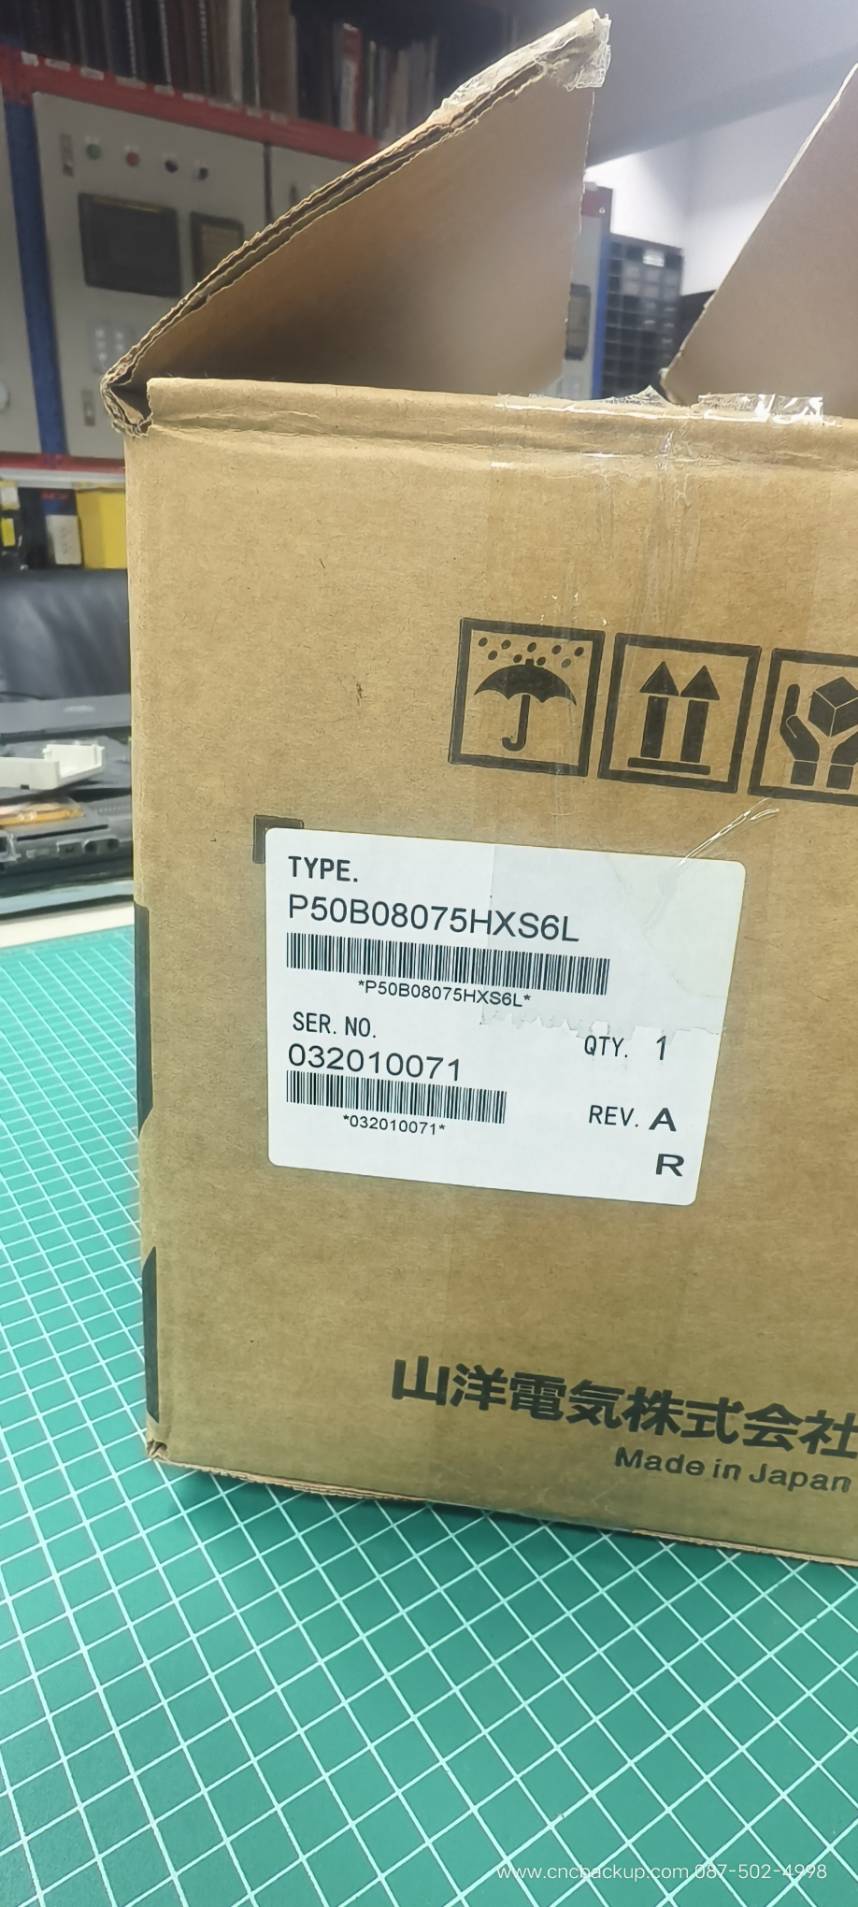 TYPE.
P50B08075HXS6L
*P50B08075HXS6L*
SER. NO.
032010071
*032010071*
QTY. 1
REV. A
R
山洋電気株式会社
Made in Japan
www.cncbackup.com 087-502-4998